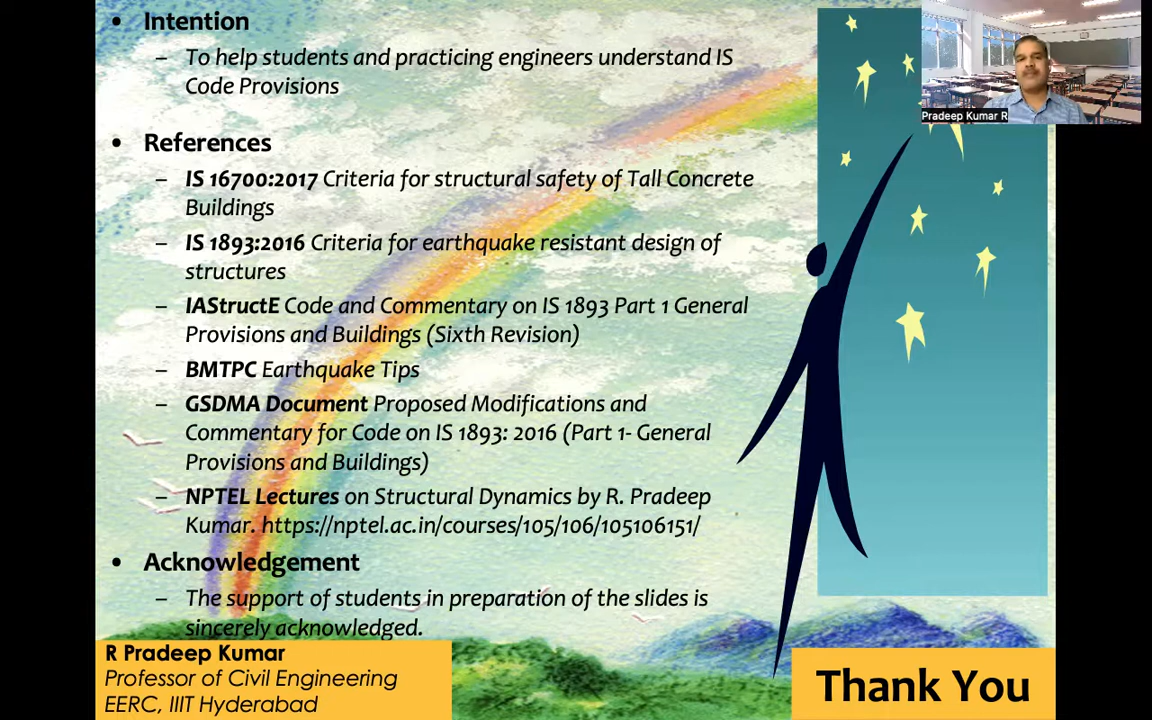 • Intention
– To help students and practicing engineers understand IS
Code Provisions
• References
– IS 16700:2017 Criteria for structural safety of Tall Concrete
Buildings
– IS 1893:2016 Criteria for earthquake resistant design of
structures
– IAStructE Code and Commentary on IS 1893 Part 1 General
Provisions and Buildings (Sixth Revision)
– BMTPC Earthquake Tips
– GSDMA Document Proposed Modifications and
Commentary for Code on IS 1893: 2016 (Part 1- General
Provisions and Buildings)
– NPTEL Lectures on Structural Dynamics by R. Pradeep
Kumar. https://nptel.ac.in/courses/105/106/105106151/
• Acknowledgement
– The support of students in preparation of the slides is
sincerely acknowledged.
R Pradeep Kumar
Professor of Civil Engineering
EERC, IIIT Hyderabad
Thank You
Pradeep Kumar R